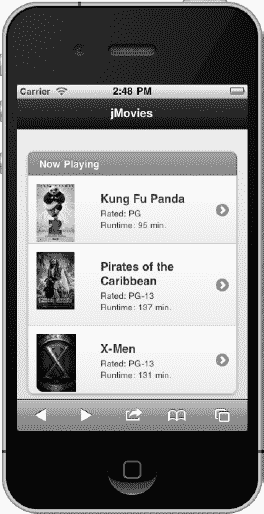 Carrier 2:48 PM
jMovies
Now Playing
Kung Fu Panda
Rated: PG
Runtime: 95 min.
Pirates of the
Caribbean
Rated: PG-13
Runtime: 137 min.
X-Men
Rated: PG-13
Runtime: 131 min.